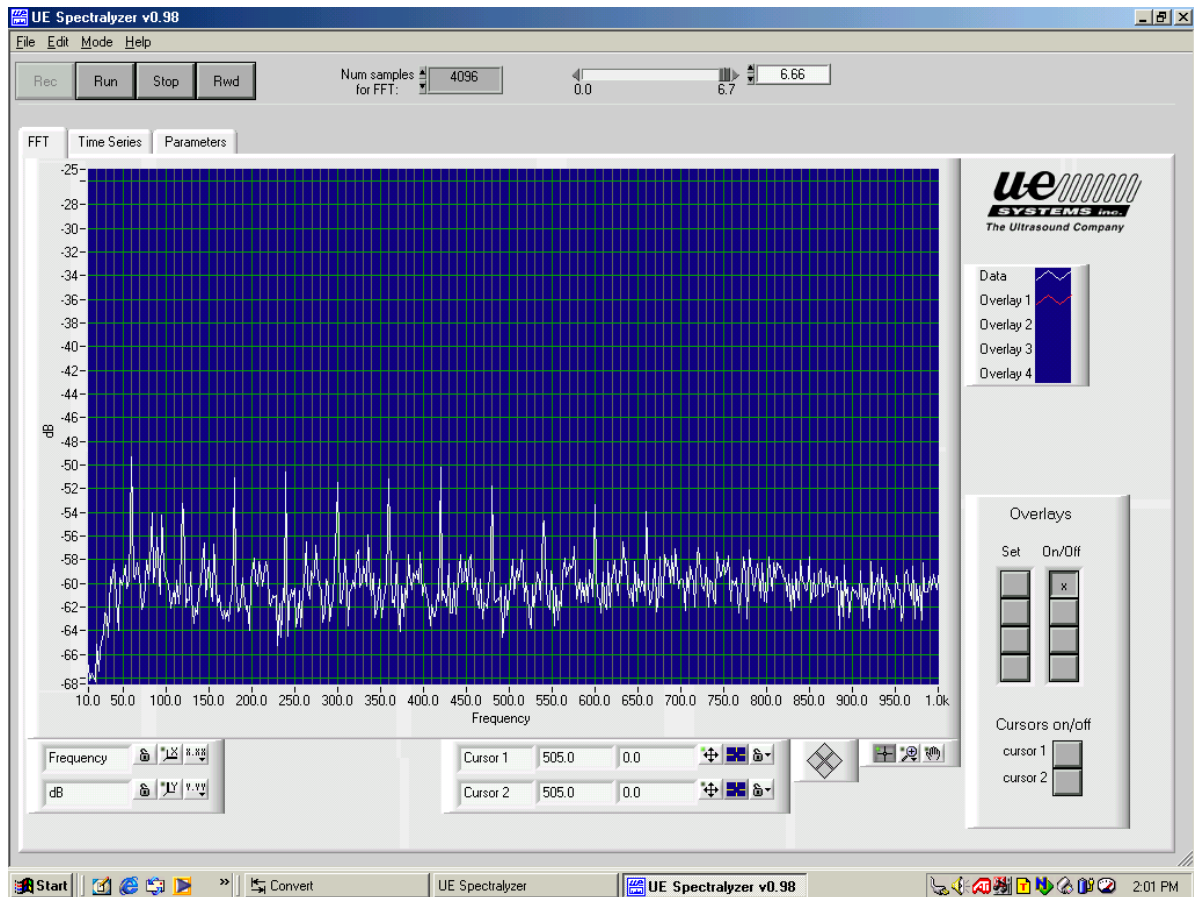 UE Spectralyzer v0.98
File Edit Mode Help
Rec Run Stop Rwd
Num samples for FFT: 4096
0.0 6.7 6.66
FFT Time Series Parameters
-25
-28
-30
-32
-34
-36
-38
-40
-42
-44
-46
-48
-50
-52
-54
-56
-58
-60
-62
-64
-66
-68
dB
10.0 50.0 100.0 150.0 200.0 250.0 300.0 350.0 400.0 450.0 500.0 550.0 600.0 650.0 700.0 750.0 800.0 850.0 900.0 950.0 1.0k
Frequency
ue
SYSTEMS inc.
The Ultrasound Company
Data
Overlay 1
Overlay 2
Overlay 3
Overlay 4
Overlays
Set On/Off
x
Cursors on/off
cursor 1
cursor 2
Frequency X X.XX
dB Y Y.YY
Cursor 1 505.0 0.0
Cursor 2 505.0 0.0
Start » Convert UE Spectralyzer UE Spectralyzer v0.98 2:01 PM